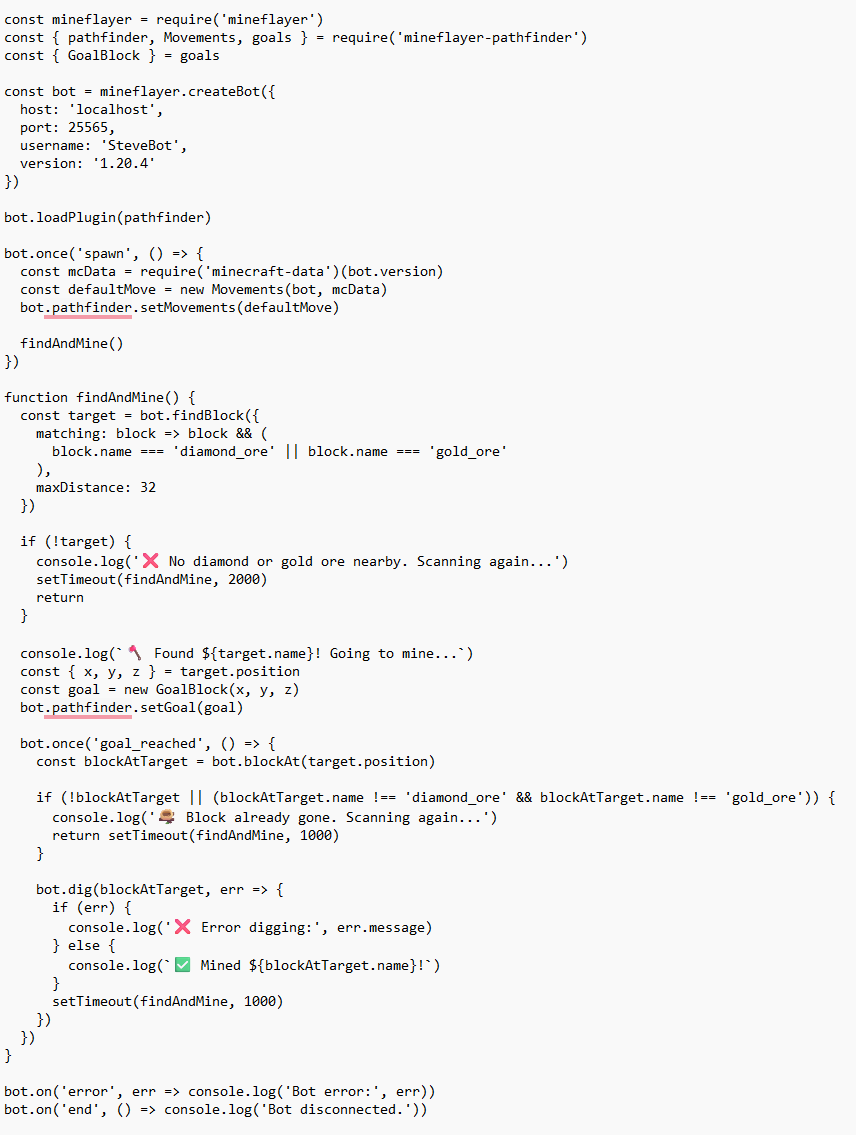 const mineflayer = require('mineflayer')
const { pathfinder, Movements, goals } = require('mineflayer-pathfinder')
const { GoalBlock } = goals

const bot = mineflayer.createBot({
  host: 'localhost',
  port: 25565,
  username: 'SteveBot',
  version: '1.20.4'
})

bot.loadPlugin(pathfinder)

bot.once('spawn', () => {
  const mcData = require('minecraft-data')(bot.version)
  const defaultMove = new Movements(bot, mcData)
  bot.pathfinder.setMovements(defaultMove)

  findAndMine()
})

function findAndMine() {
  const target = bot.findBlock({
    matching: block => block && (
      block.name === 'diamond_ore' || block.name === 'gold_ore'
    ),
    maxDistance: 32
  })

  if (!target) {
    console.log('❌ No diamond or gold ore nearby. Scanning again...')
    setTimeout(findAndMine, 2000)
    return
  }

  console.log(`🪓 Found ${target.name}! Going to mine...`)
  const { x, y, z } = target.position
  const goal = new GoalBlock(x, y, z)
  bot.pathfinder.setGoal(goal)

  bot.once('goal_reached', () => {
    const blockAtTarget = bot.blockAt(target.position)

    if (!blockAtTarget || (blockAtTarget.name !== 'diamond_ore' && blockAtTarget.name !== 'gold_ore')) {
      console.log(' Block already gone. Scanning again...')
      return setTimeout(findAndMine, 1000)
    }

    bot.dig(blockAtTarget, err => {
      if (err) {
        console.log('❌ Error digging:', err.message)
      } else {
        console.log(`✅ Mined ${blockAtTarget.name}!`)
      }
      setTimeout(findAndMine, 1000)
    })
  })
}

bot.on('error', err => console.log('Bot error:', err))
bot.on('end', () => console.log('Bot disconnected.'))